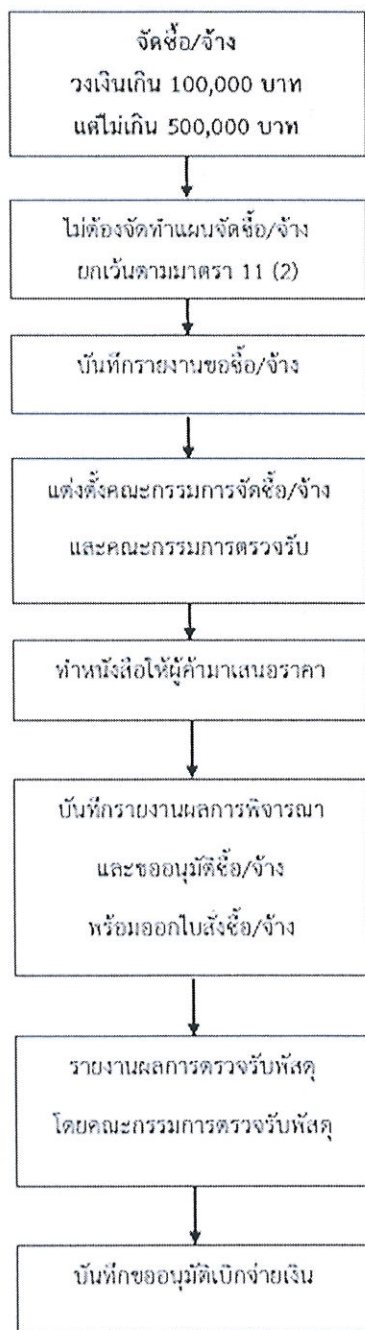 จัดซื้อ/จ้าง
วงเงินเกิน 100,000 บาท
แต่ไม่เกิน 500,000 บาท
ไม่ต้องจัดทำแผนจัดซื้อ/จ้าง
ยกเว้นตามมาตรา 11 (2)
บันทึกรายงานขอซื้อ/จ้าง
แต่งตั้งคณะกรรมการจัดซื้อ/จ้าง
และคณะกรรมการตรวจรับ
ทำหนังสือให้ผู้ค้ามาเสนอราคา
บันทึกรายงานผลการพิจารณา
และขออนุมัติซื้อ/จ้าง
พร้อมออกใบสั่งซื้อ/จ้าง
รายงานผลการตรวจรับพัสดุ
โดยคณะกรรมการตรวจรับพัสดุ
บันทึกขออนุมัติเบิกจ่ายเงิน